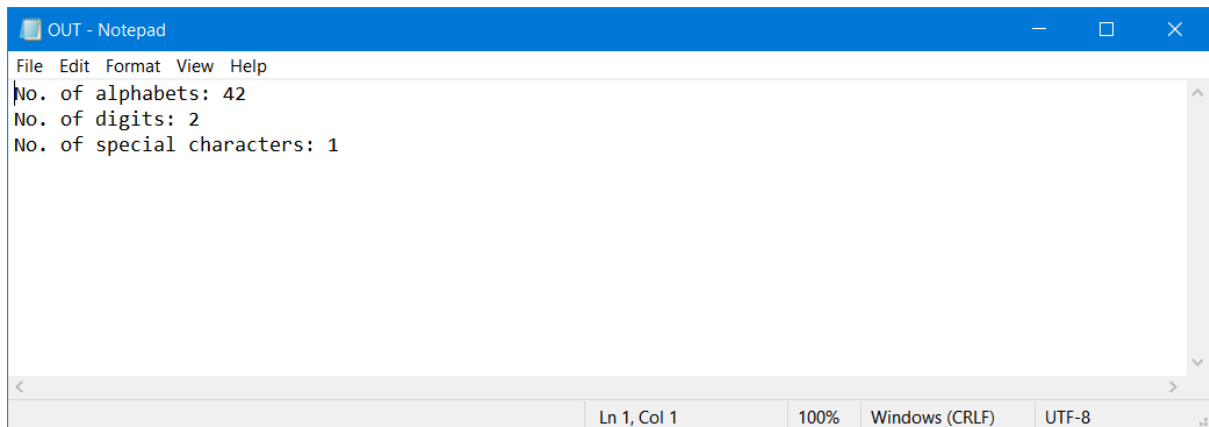 OUT - Notepad
File Edit Format View Help
No. of alphabets: 42
No. of digits: 2
No. of special characters: 1
Ln 1, Col 1 100% Windows (CRLF) UTF-8